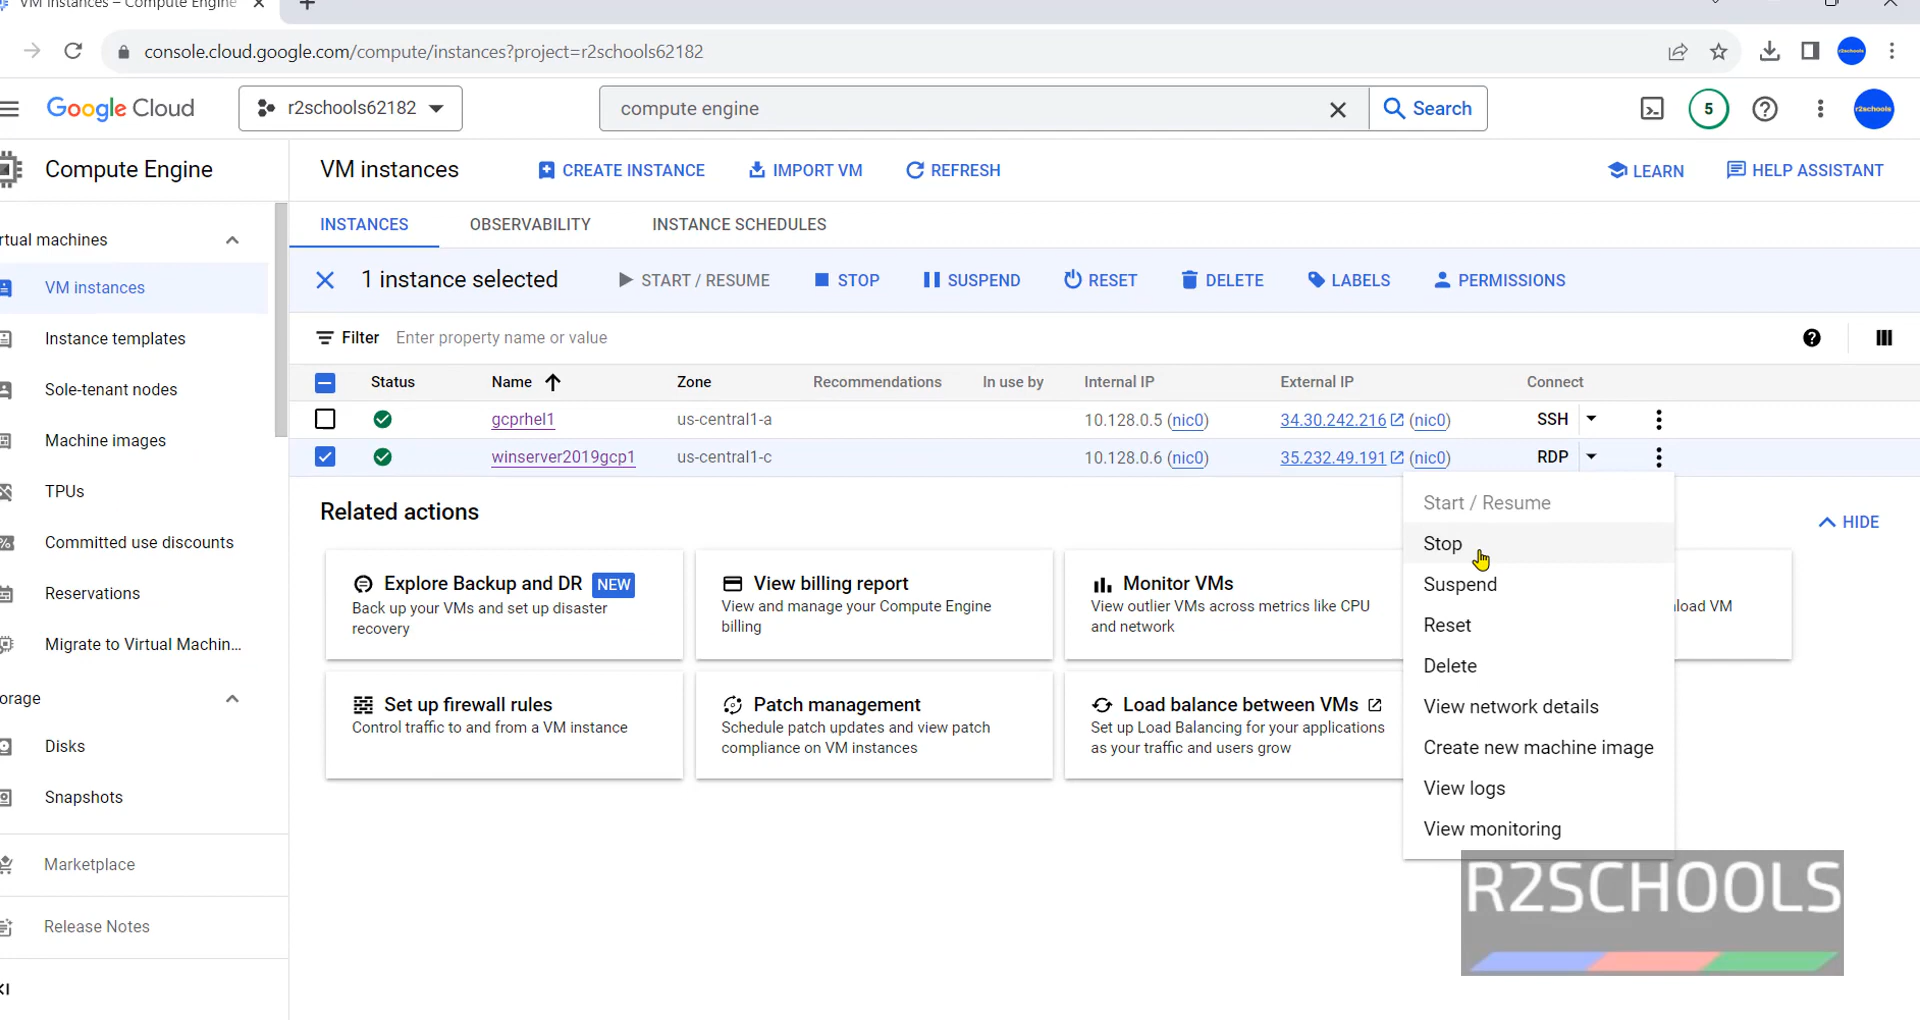 VM instances – Compute Engine
console.cloud.google.com/compute/instances?project=r2schools62182
Google Cloud
r2schools62182
compute engine
Search
5
r2schools
Compute Engine
VM instances
CREATE INSTANCE
IMPORT VM
REFRESH
LEARN
HELP ASSISTANT
rtual machines
VM instances
Instance templates
Sole-tenant nodes
Machine images
TPUs
Committed use discounts
Reservations
Migrate to Virtual Machin...
orage
Disks
Snapshots
Marketplace
Release Notes
INSTANCES
OBSERVABILITY
INSTANCE SCHEDULES
1 instance selected
START / RESUME
STOP
SUSPEND
RESET
DELETE
LABELS
PERMISSIONS
Filter Enter property name or value
Status Name Zone Recommendations In use by Internal IP External IP Connect
gcprhel1 us-central1-a 10.128.0.5 (nic0) 34.30.242.216 (nic0) SSH
winserver2019gcp1 us-central1-c 10.128.0.6 (nic0) 35.232.49.191 (nic0) RDP
Related actions
HIDE
Explore Backup and DR NEW
Back up your VMs and set up disaster
recovery
View billing report
View and manage your Compute Engine
billing
Monitor VMs
View outlier VMs across metrics like CPU
and network
load VM
Set up firewall rules
Control traffic to and from a VM instance
Patch management
Schedule patch updates and view patch
compliance on VM instances
Load balance between VMs
Set up Load Balancing for your applications
as your traffic and users grow
Start / Resume
Stop
Suspend
Reset
Delete
View network details
Create new machine image
View logs
View monitoring
R2SCHOOLS